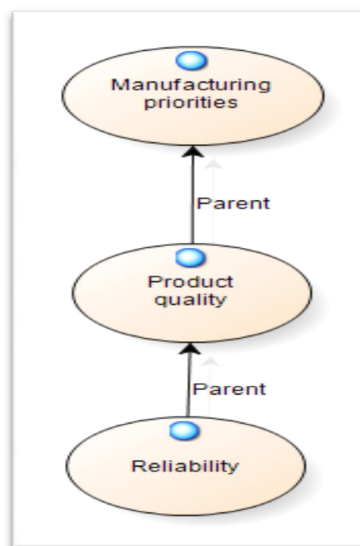 Manufacturing
priorities
Parent
Product
quality
Parent
Reliability